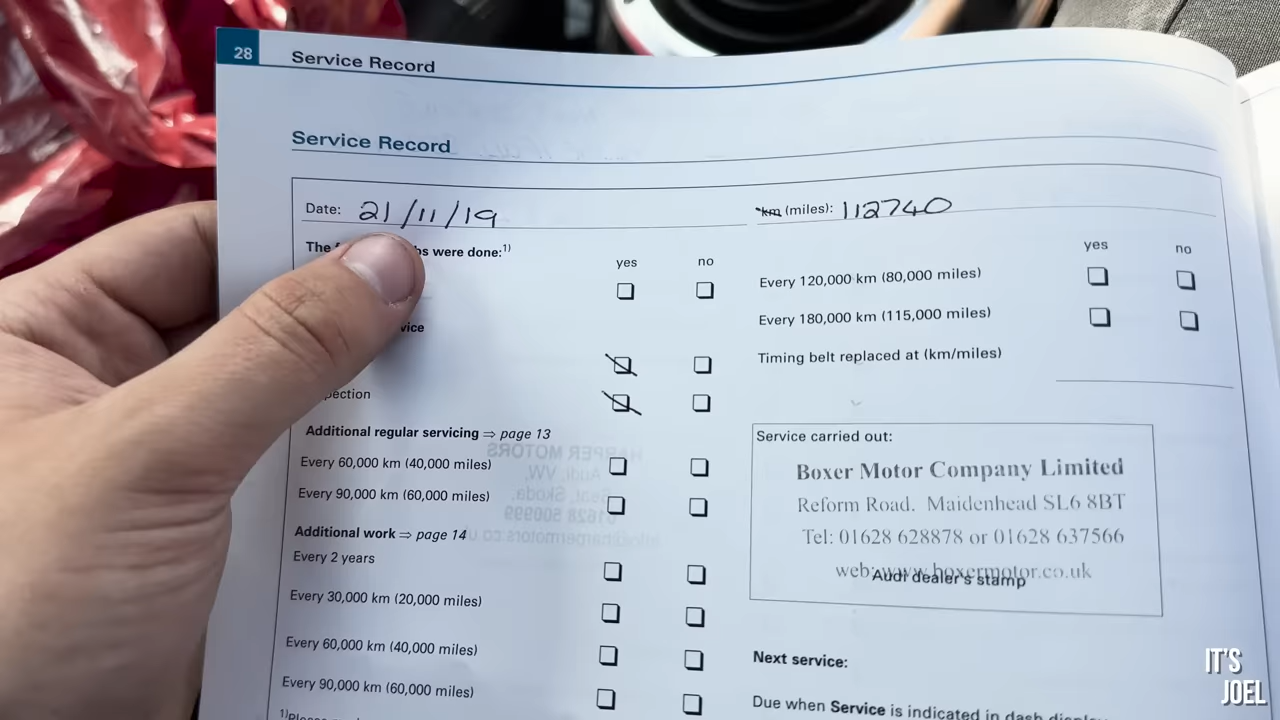 28 Service Record
Service Record
Date: 21/11/19
km (miles): 112740
The bs were done:1)
yes no
yes no
Every 120,000 km (80,000 miles)
vice
Every 180,000 km (115,000 miles)
Timing belt replaced at (km/miles)
pection
Additional regular servicing ⇒ page 13
Every 60,000 km (40,000 miles)
Every 90,000 km (60,000 miles)
Additional work ⇒ page 14
Every 2 years
Every 30,000 km (20,000 miles)
Every 60,000 km (40,000 miles)
Every 90,000 km (60,000 miles)
Service carried out:
Boxer Motor Company Limited
Reform Road. Maidenhead SL6 8BT
Tel: 01628 628878 or 01628 637566
web: www.boxermotor.co.uk
Audi dealer's stamp
Next service:
Due when Service is indicated in dash
IT'S
JOEL